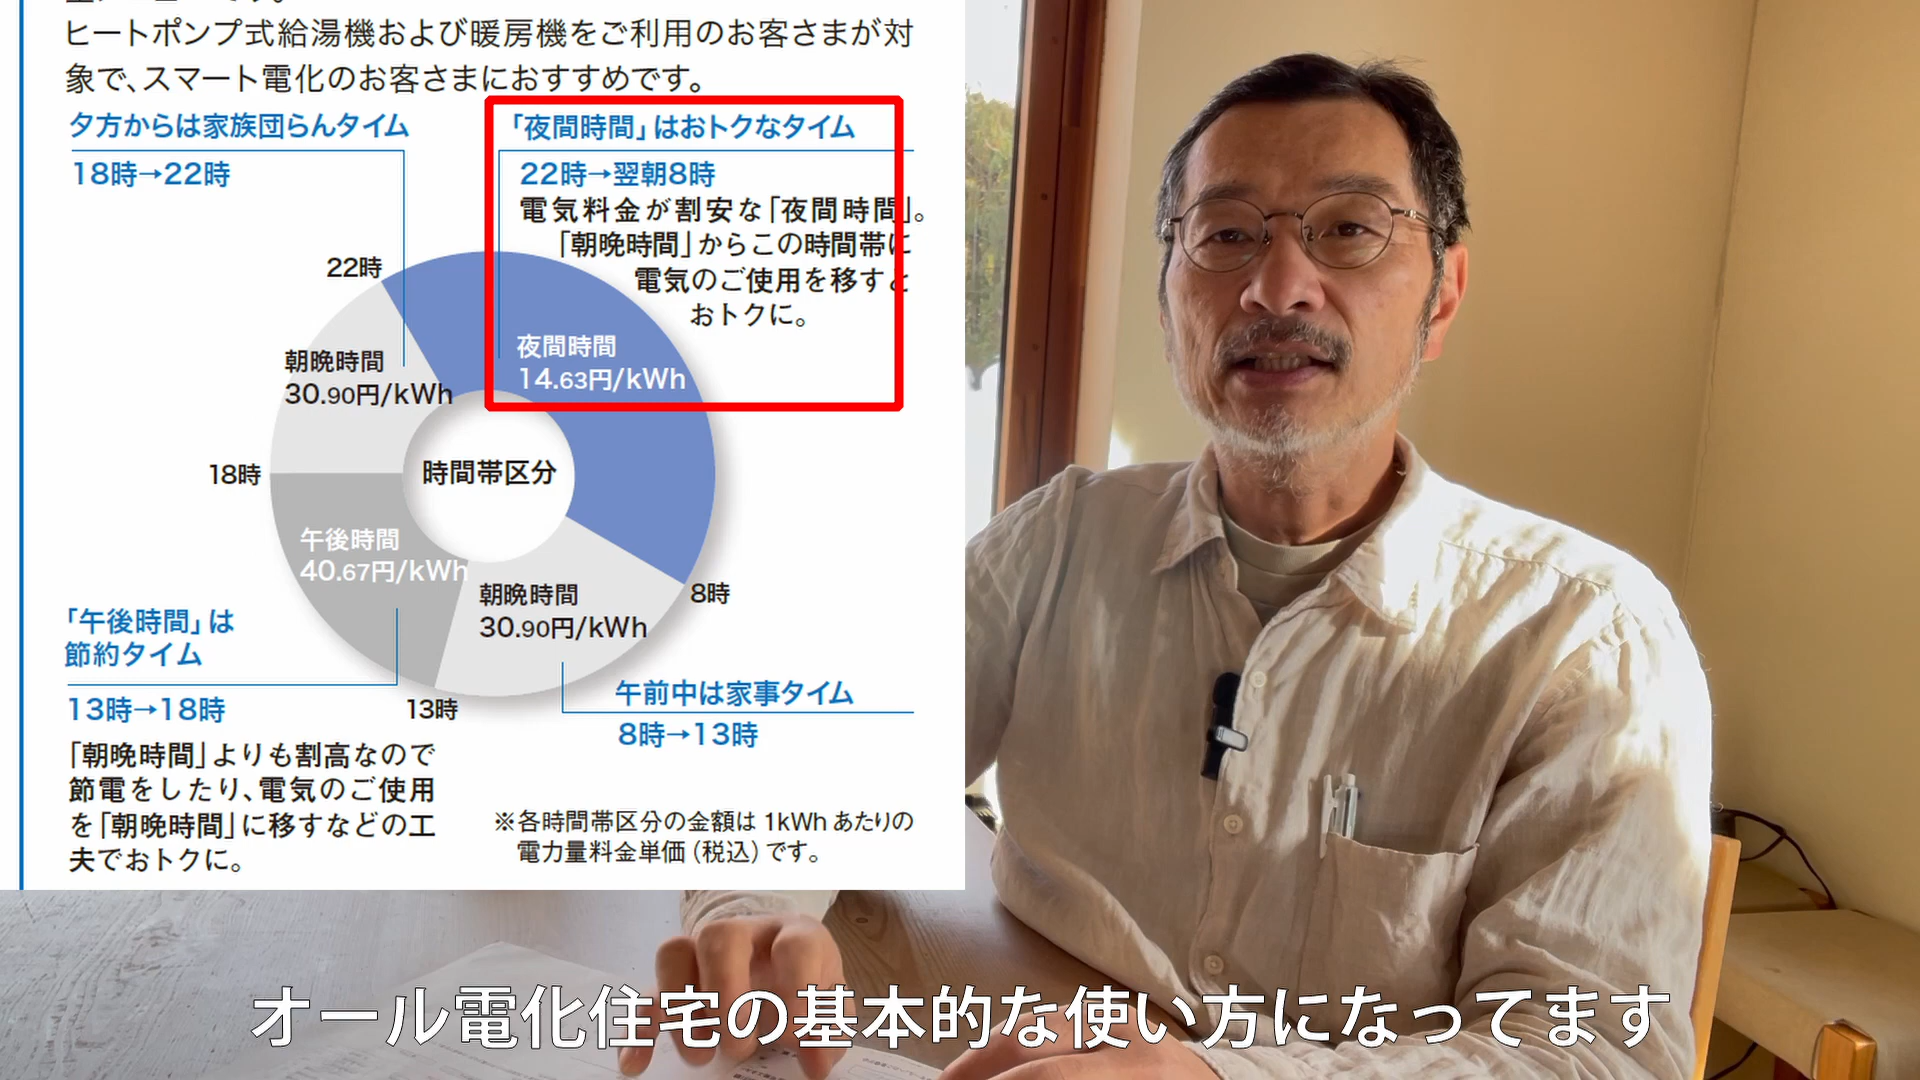 ヒートポンプ式給湯機および暖房機をご利用のお客さまが対
象で、スマート電化のお客さまにおすすめです。
夕方からは家族団らんタイム
18時→22時
「夜間時間」はおトクなタイム
22時→翌朝8時
電気料金が割安な「夜間時間」。
「朝晩時間」からこの時間帯に
電気のご使用を移すと
おトクに。
22時
朝晩時間
30.90円/kWh
夜間時間
14.63円/kWh
18時
時間帯区分
午後時間
40.67円/kWh
朝晩時間
30.90円/kWh
8時
「午後時間」は
節約タイム
13時→18時
13時
午前中は家事タイム
8時→13時
「朝晩時間」よりも割高なので
節電をしたり、電気のご使用
を「朝晩時間」に移すなどの工
夫でおトクに。
※各時間帯区分の金額は1kWhあたりの
電力量料金単価(税込)です。
オール電化住宅の基本的な使い方になってます